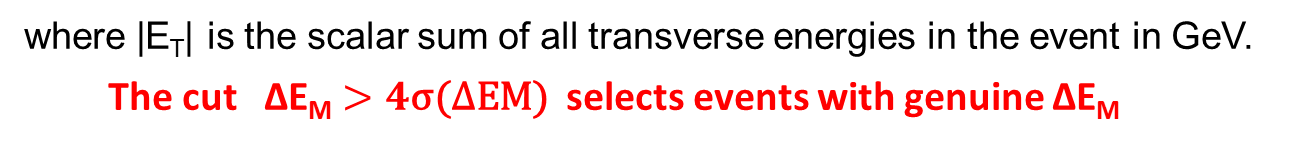 where |E_T| is the scalar sum of all transverse energies in the event in GeV.
The cut ΔE_M > 4σ(ΔEM) selects events with genuine ΔE_M